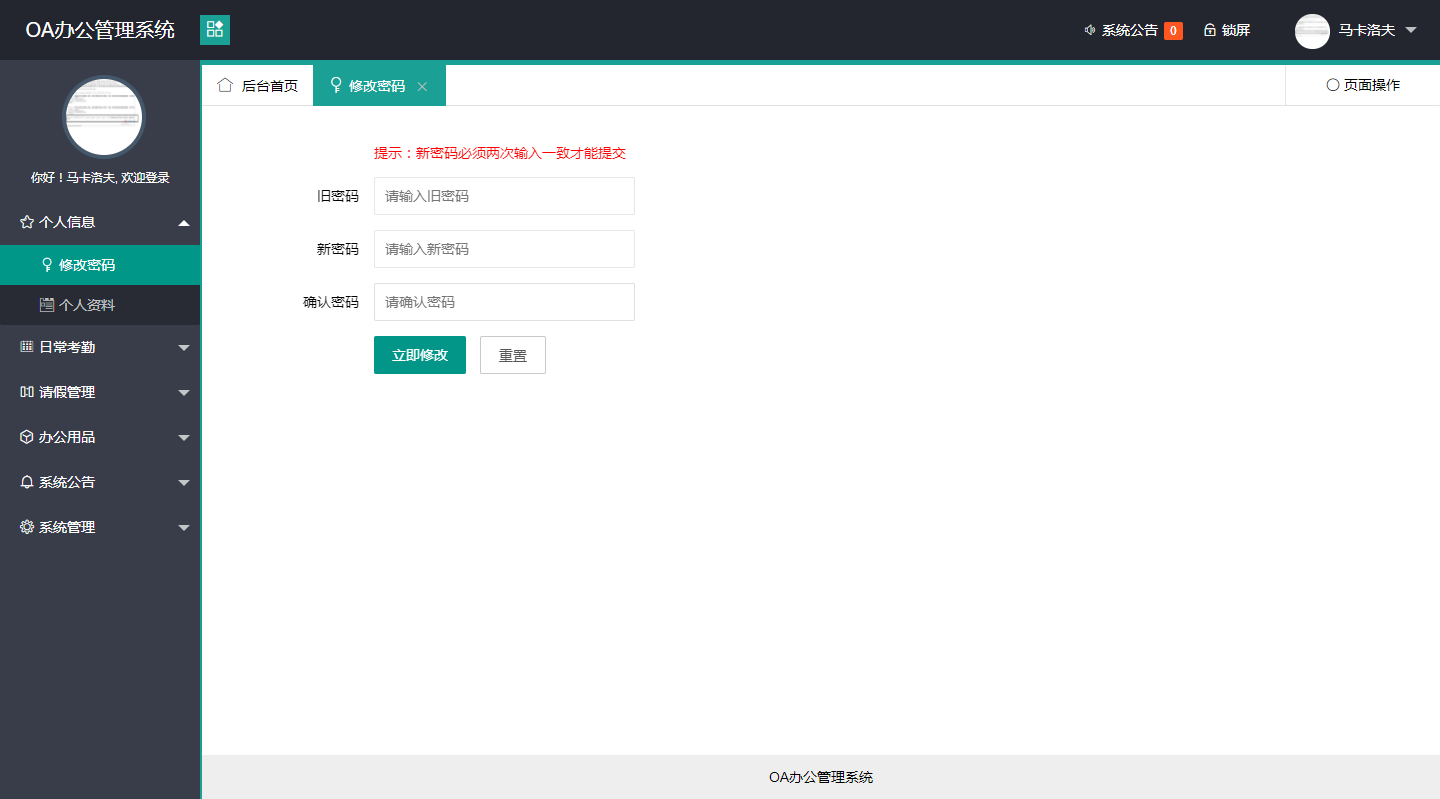 OA办公管理系统
系统公告 0
锁屏
马卡洛夫
你好！马卡洛夫, 欢迎登录
个人信息
修改密码
个人资料
日常考勤
请假管理
办公用品
系统公告
系统管理
后台首页
修改密码
页面操作
提示：新密码必须两次输入一致才能提交
旧密码 请输入旧密码
新密码 请输入新密码
确认密码 请确认密码
立即修改 重置
OA办公管理系统